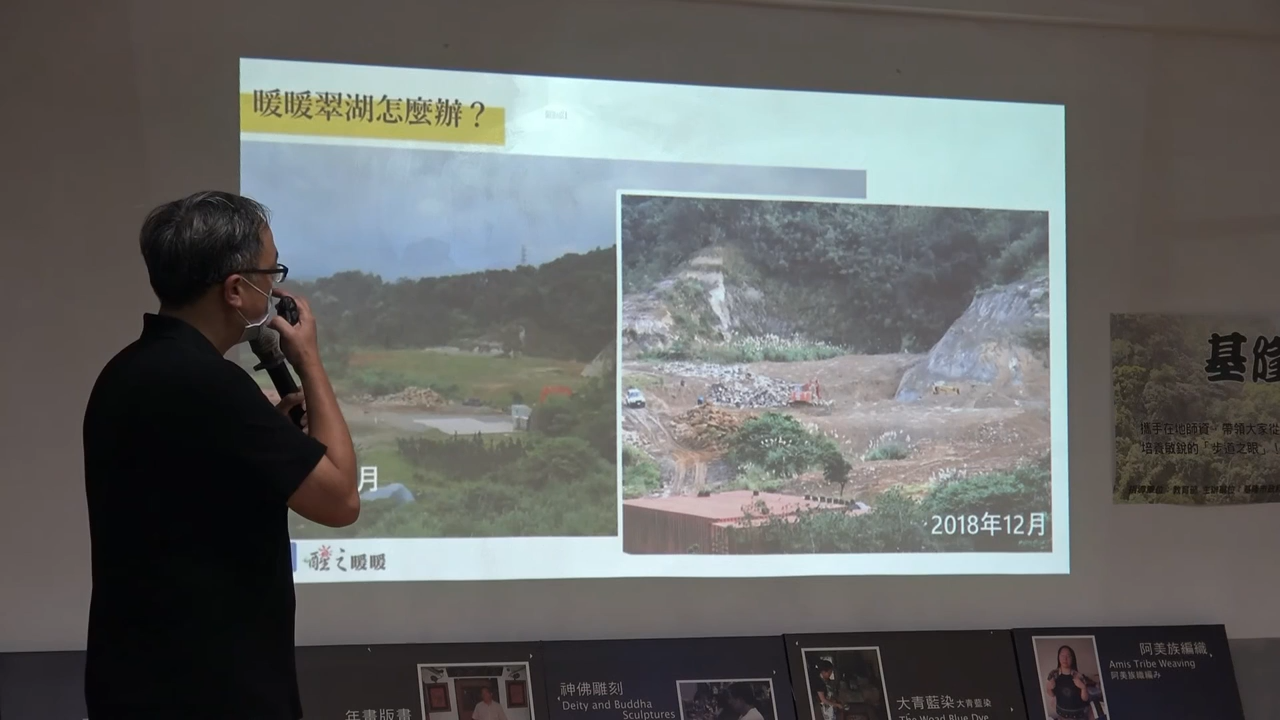 暖暖翠湖怎麼辦？
月
2018年12月
醒之暖暖
基隆
攜手在地師資，帶領大家從
培養敏銳的「步道之眼」
年畫版畫
神佛雕刻
Deity and Buddha
Sculptures
大青藍染 大青藍染
The Woad Blue Dye
阿美族編織
Amis Tribe Weaving
阿美族織編み